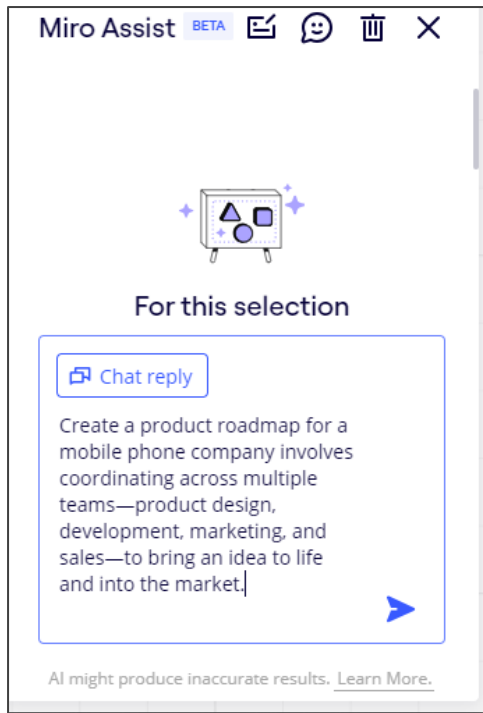 Miro Assist BETA
For this selection
Chat reply
Create a product roadmap for a
mobile phone company involves
coordinating across multiple
teams—product design,
development, marketing, and
sales—to bring an idea to life
and into the market.
AI might produce inaccurate results. Learn More.